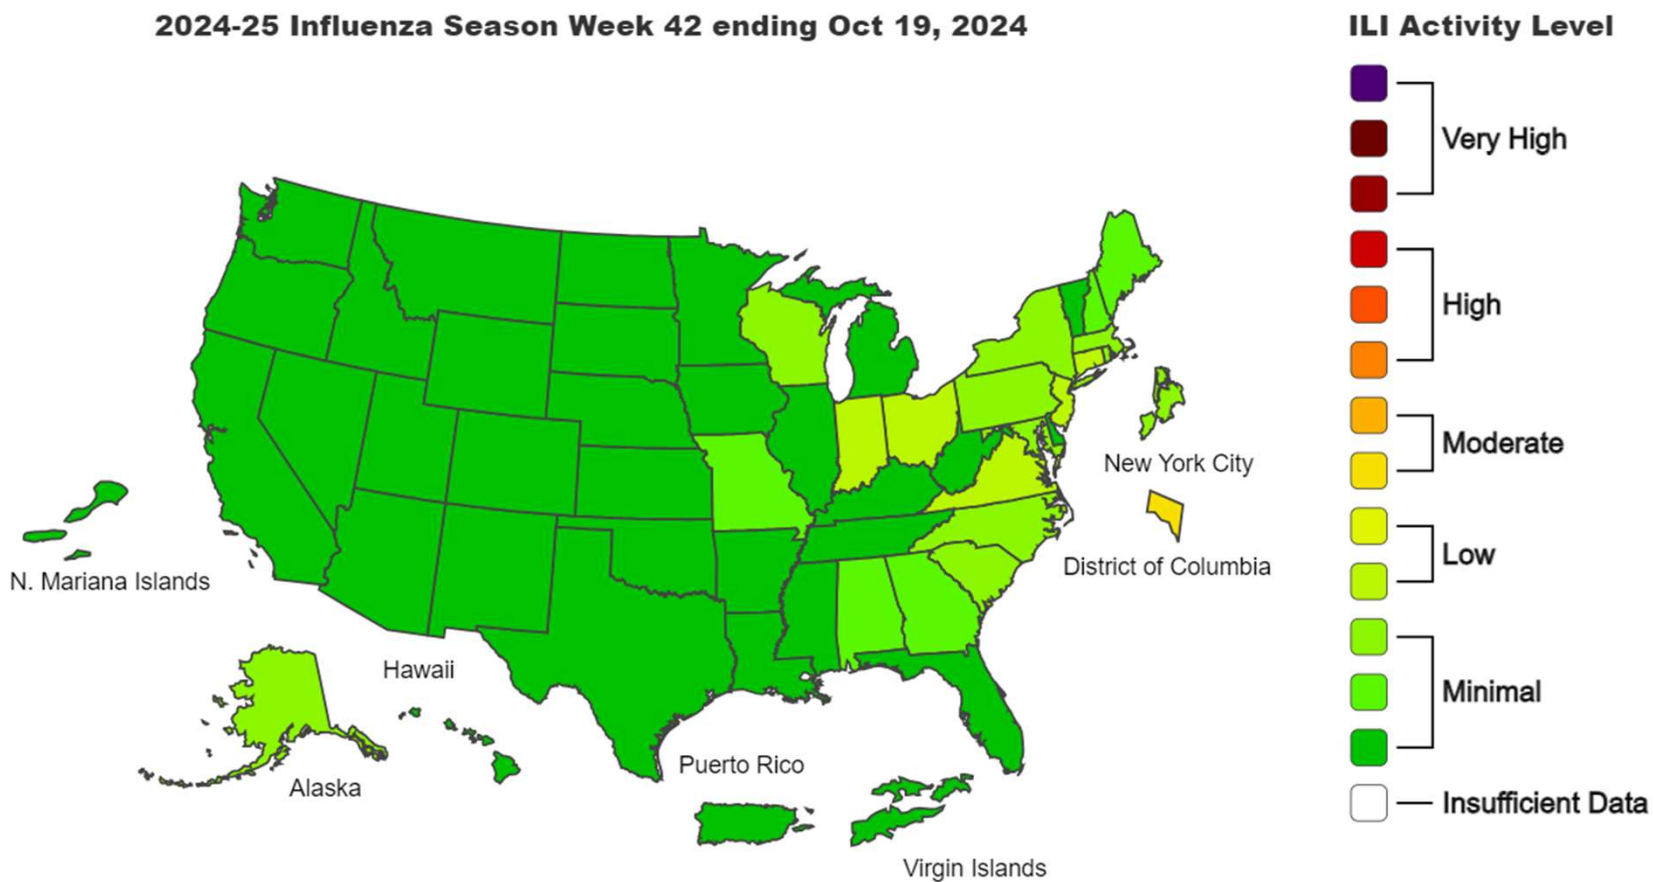 2024-25 Influenza Season Week 42 ending Oct 19, 2024
ILI Activity Level
Very High
High
Moderate
Low
Minimal
Insufficient Data
New York City
District of Columbia
N. Mariana Islands
Hawaii
Alaska
Puerto Rico
Virgin Islands